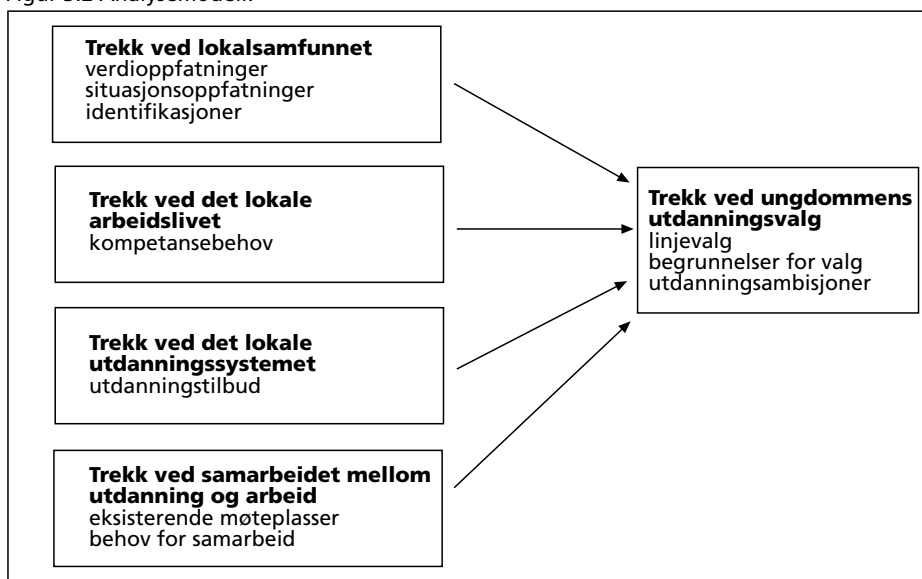 Trekk ved lokalsamfunnet
verdioppfatninger
situasjonsoppfatninger
identifikasjoner
Trekk ved det lokale
arbeidslivet
kompetansebehov
Trekk ved det lokale
utdanningssystemet
utdanningstilbud
Trekk ved samarbeidet mellom
utdanning og arbeid
eksisterende møteplasser
behov for samarbeid
Trekk ved ungdommens
utdanningsvalg
linjevalg
begrunnelser for valg
utdanningsambisjoner